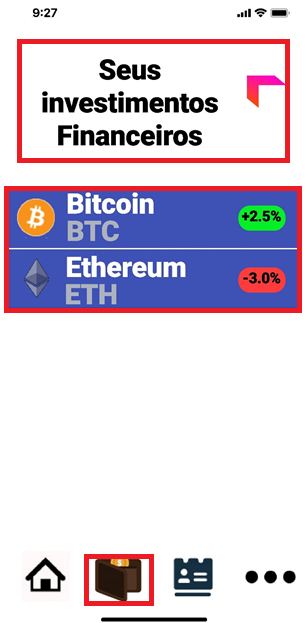 9:27
Seus
investimentos
Financeiros
Bitcoin
BTC
+2.5%
Ethereum
ETH
-3.0%
$